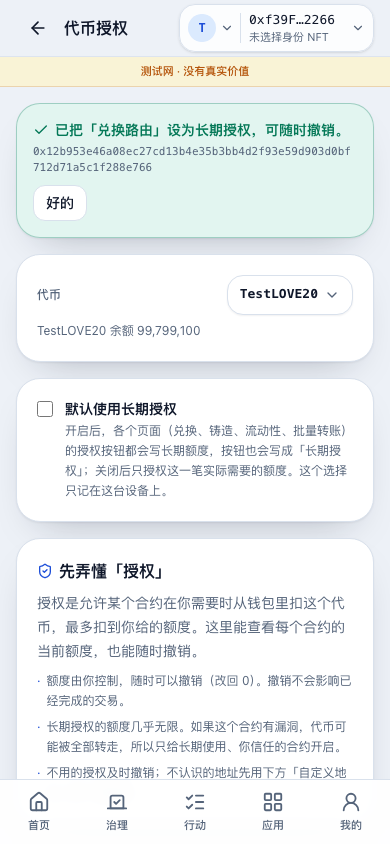 代币授权
T
0xf39F…2266
未选择身份 NFT
测试网 · 没有真实价值
已把「兑换路由」设为长期授权，可随时撤销。
0x12b953e46a08ec27cd13b4e35b3bb4d2f93e59d903d0bf
712d71a5c1f288e766
好的
代币
TestLOVE20
TestLOVE20 余额 99,799,100
默认使用长期授权
开启后，各个页面（兑换、铸造、流动性、批量转账）
的授权按钮都会写长期额度，按钮也会写成「长期授
权」；关闭后只授权这一笔实际需要的额度。这个选择
只记在这台设备上。
先弄懂「授权」
授权是允许某个合约在你需要时从钱包里扣这个代
币，最多扣到你给的额度。这里能查看每个合约的
当前额度，也能随时撤销。
· 额度由你控制，随时可以撤销（改回 0）。撤销不会影响已
经完成的交易。
· 长期授权的额度几乎无限。如果这个合约有漏洞，代币可
能被全部转走，所以只给长期使用、你信任的合约开启。
· 不用的授权及时撤销；不认识的地址先用下方「自定义地
首页
治理
行动
应用
我的